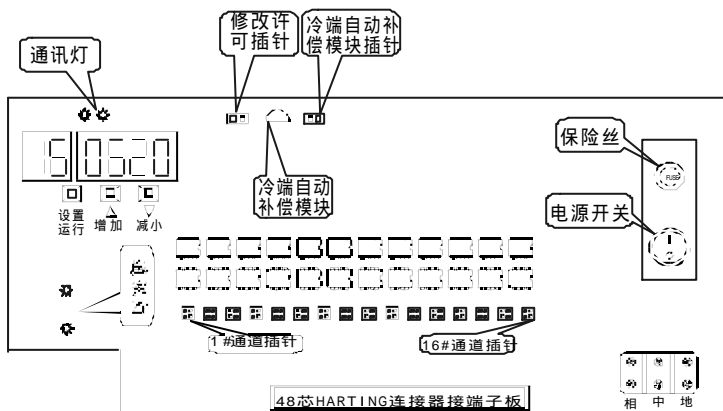 通讯灯
修改许
可插针
冷端自动补
偿模块插针
保险丝
FUSE
15 0520
冷端自动
补偿模块
设置
运行
增加
减小
电源开关
1#通道插针
16#通道插针
48芯HARTING连接器接端子板
相 中 地